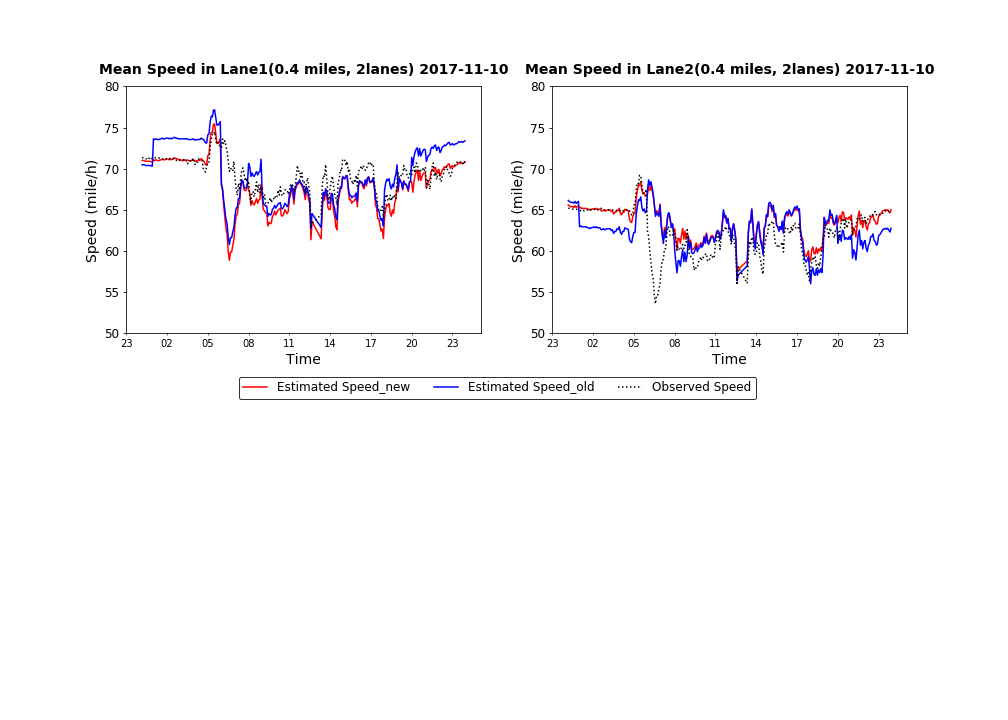 Mean Speed in Lane1(0.4 miles, 2lanes) 2017-11-10
80
75
70
65
60
55
50
Speed (mile/h)
23 02 05 08 11 14 17 20 23
Time
Mean Speed in Lane2(0.4 miles, 2lanes) 2017-11-10
80
75
70
65
60
55
50
Speed (mile/h)
23 02 05 08 11 14 17 20 23
Time
Estimated Speed_new Estimated Speed_old Observed Speed